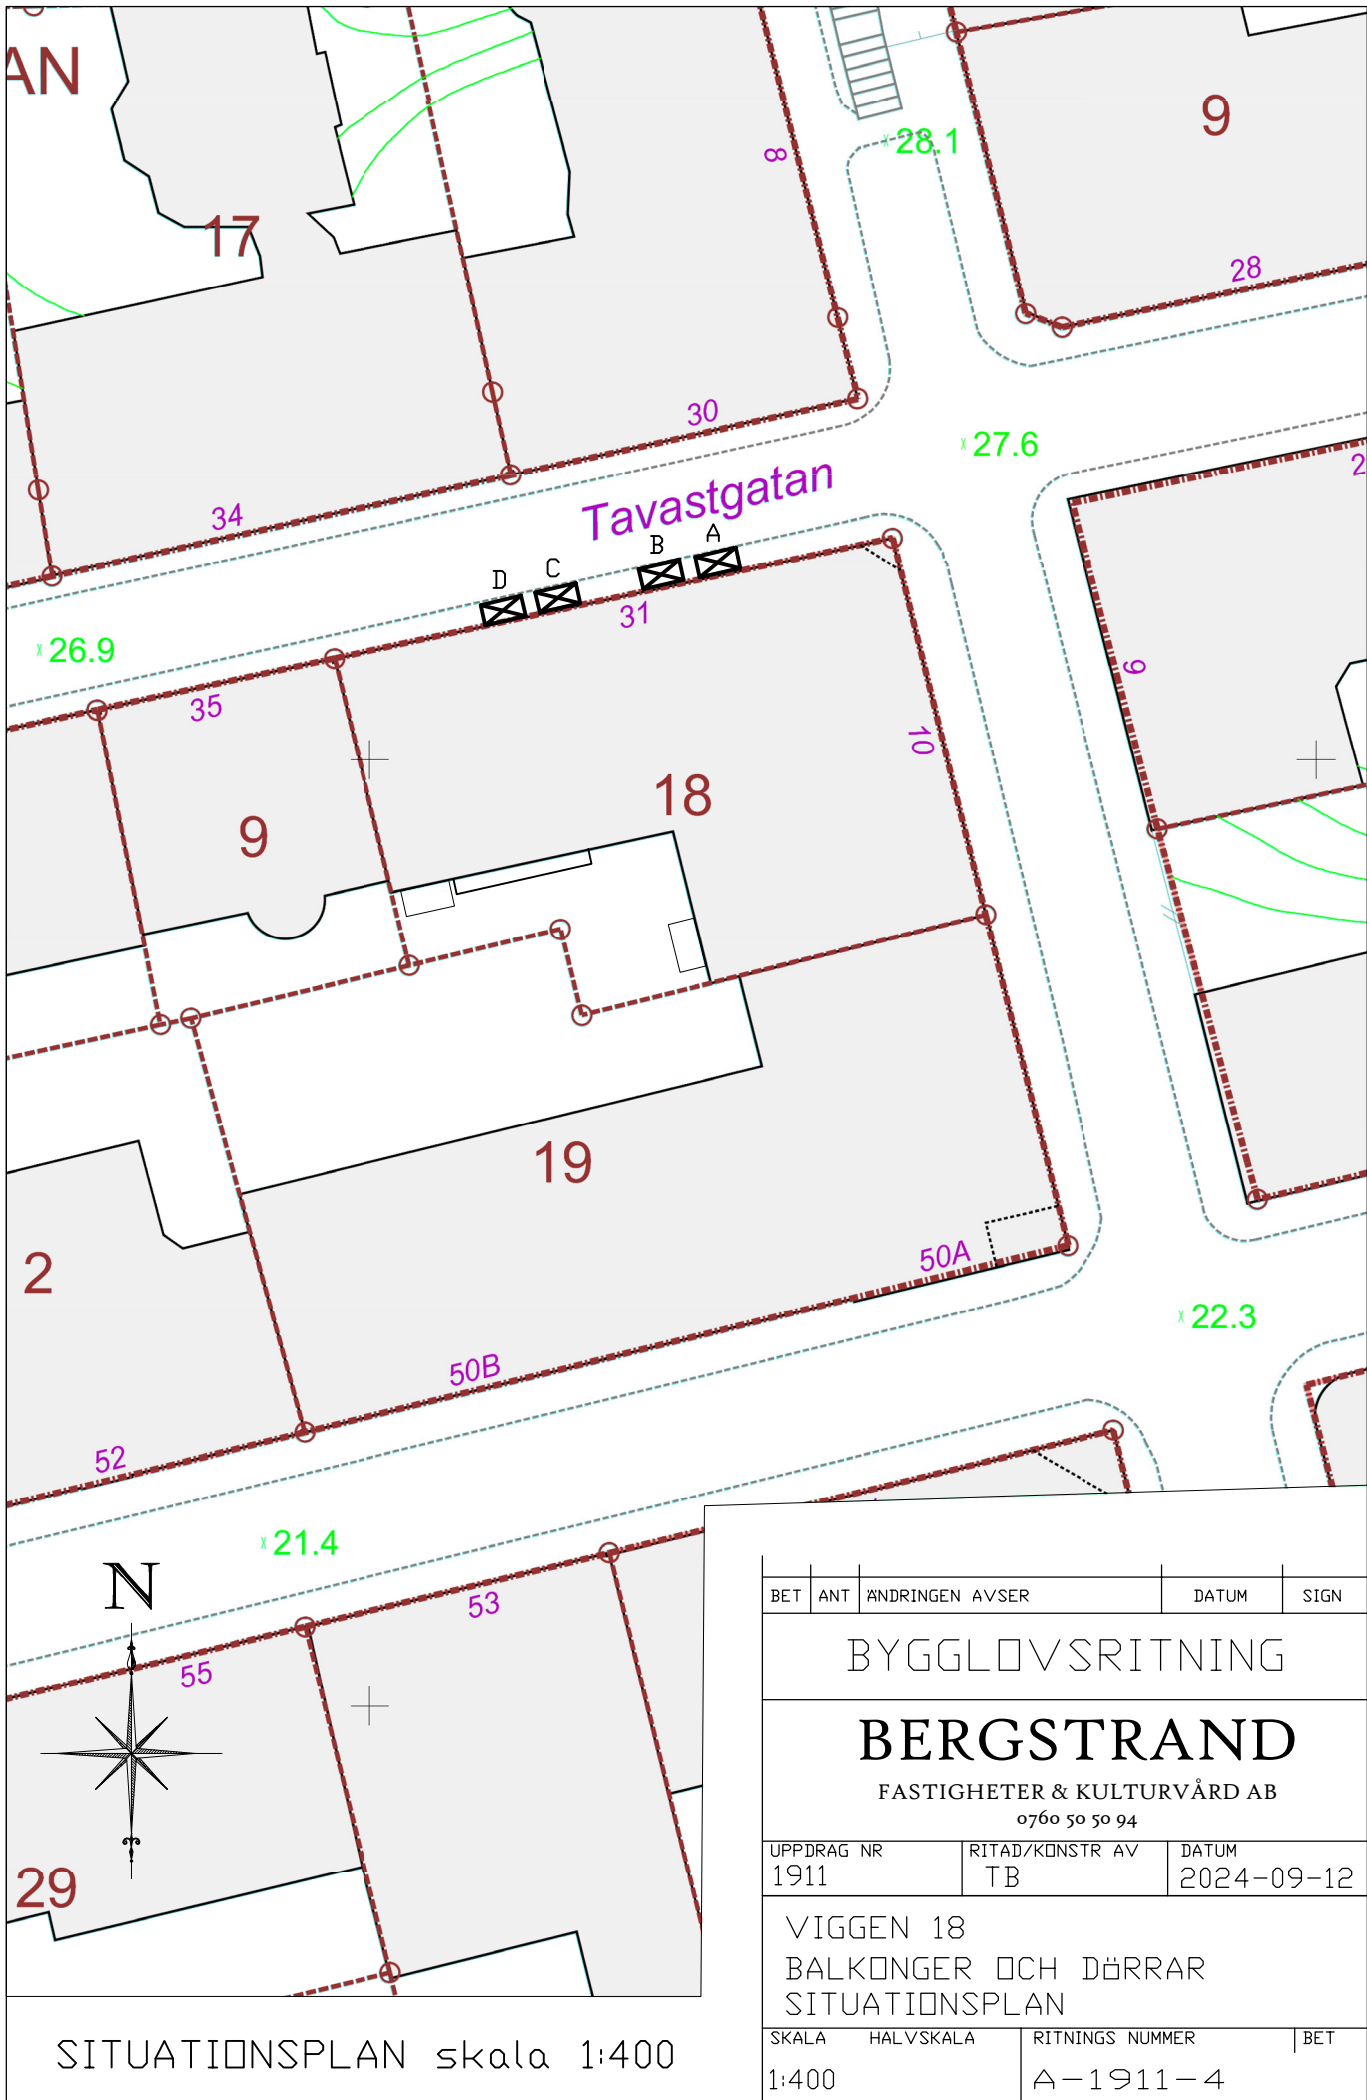 AN
9
8
28.1
17
28
30
27.6
2
34
Tavastgatan
A
B
C
D
31
26.9
9
35
10
18
9
19
50A
2
22.3
50B
52
21.4
N
53
55
29
BET ANT ÄNDRINGEN AVSER DATUM SIGN
BYGGLOVSRITNING
BERGSTRAND
FASTIGHETER & KULTURVÅRD AB
0760 50 50 94
UPPDRAG NR RITAD/KONSTR AV DATUM
1911 TB 2024-09-12
VIGGEN 18
BALKONGER OCH DöRRAR
SITUATIONSPLAN
SKALA HALVSKALA RITNINGS NUMMER BET
1:400 A-1911-4
SITUATIONSPLAN skala 1:400